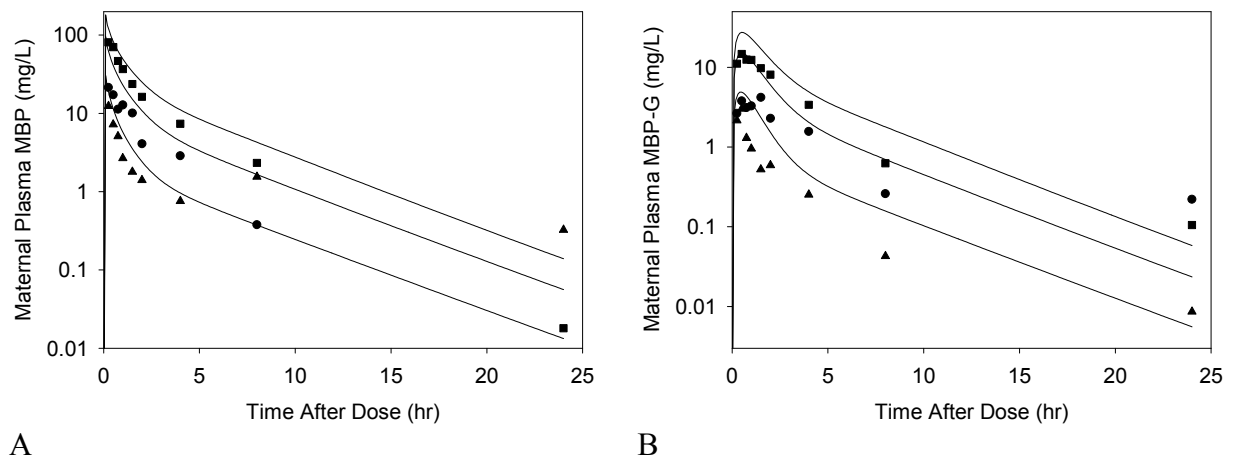 Maternal Plasma MBP (mg/L)
100
10
1
0.1
0.01
0 5 10 15 20 25
Time After Dose (hr)
A
Maternal Plasma MBP-G (mg/L)
10
1
0.1
0.01
0 5 10 15 20 25
Time After Dose (hr)
B